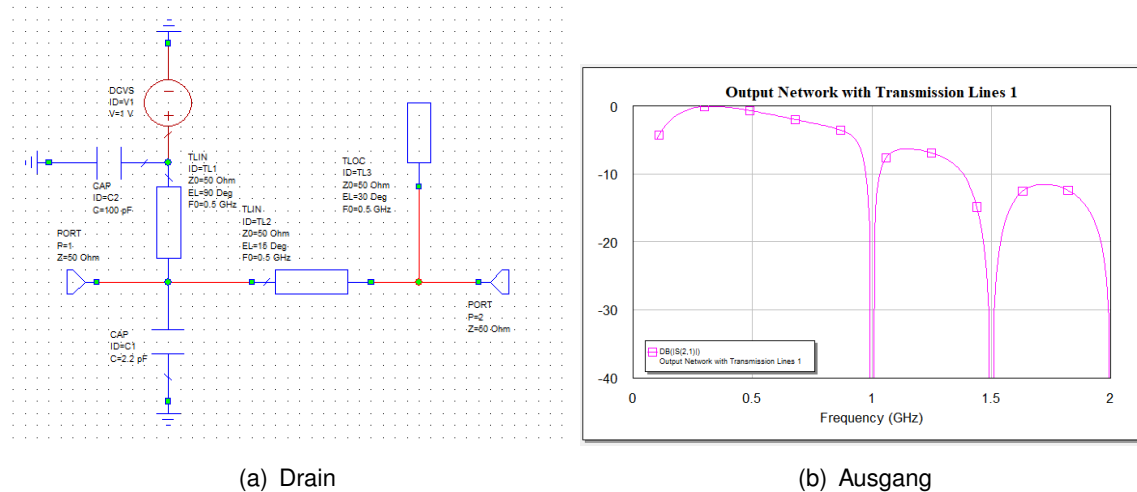 DCVS
ID=V1
V=1 V
CAP
ID=C2
C=100 pF
TLIN
ID=TL1
Z0=50 Ohm
EL=90 Deg
F0=0.5 GHz
TLOC
ID=TL3
Z0=50 Ohm
EL=30 Deg
F0=0.5 GHz
TLIN
ID=TL2
Z0=50 Ohm
EL=16 Deg
F0=0.5 GHz
PORT
P=1
Z=50 Ohm
PORT
P=2
Z=50 Ohm
CAP
ID=C1
C=2.2 pF
(a) Drain
Output Network with Transmission Lines 1
0
-10
-20
-30
-40
DB(|S(2,1)|)
Output Network with Transmission Lines 1
0 0.5 1 1.5 2
Frequency (GHz)
(b) Ausgang